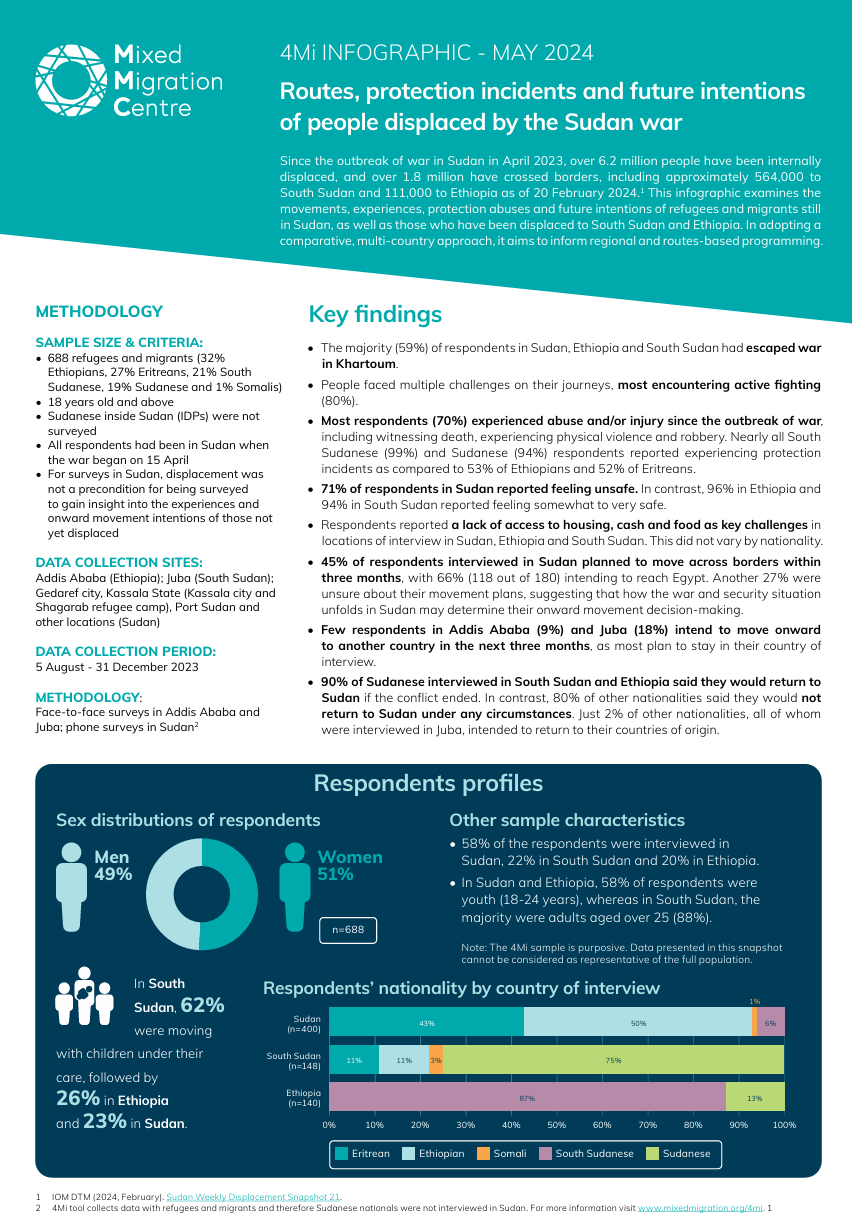 Mixed
Migration
Centre
4Mi INFOGRAPHIC - MAY 2024
Routes, protection incidents and future intentions
of people displaced by the Sudan war
Since the outbreak of war in Sudan in April 2023, over 6.2 million people have been internally
displaced, and over 1.8 million have crossed borders, including approximately 564,000 to
South Sudan and 111,000 to Ethiopia as of 20 February 2024.¹ This infographic examines the
movements, experiences, protection abuses and future intentions of refugees and migrants still
in Sudan, as well as those who have been displaced to South Sudan and Ethiopia. In adopting a
comparative, multi-country approach, it aims to inform regional and routes-based programming.
METHODOLOGY
SAMPLE SIZE & CRITERIA:
• 688 refugees and migrants (32%
Ethiopians, 27% Eritreans, 21% South
Sudanese, 19% Sudanese and 1% Somalis)
• 18 years old and above
• Sudanese inside Sudan (IDPs) were not
surveyed
• All respondents had been in Sudan when
the war began on 15 April
• For surveys in Sudan, displacement was
not a precondition for being surveyed
to gain insight into the experiences and
onward movement intentions of those not
yet displaced
DATA COLLECTION SITES:
Addis Ababa (Ethiopia); Juba (South Sudan);
Gedaref city, Kassala State (Kassala city and
Shagarab refugee camp), Port Sudan and
other locations (Sudan)
DATA COLLECTION PERIOD:
5 August - 31 December 2023
METHODOLOGY:
Face-to-face surveys in Addis Ababa and
Juba; phone surveys in Sudan²
Key findings
• The majority (59%) of respondents in Sudan, Ethiopia and South Sudan had escaped war
in Khartoum.
• People faced multiple challenges on their journeys, most encountering active fighting
(80%).
• Most respondents (70%) experienced abuse and/or injury since the outbreak of war,
including witnessing death, experiencing physical violence and robbery. Nearly all South
Sudanese (99%) and Sudanese (94%) respondents reported experiencing protection
incidents as compared to 53% of Ethiopians and 52% of Eritreans.
• 71% of respondents in Sudan reported feeling unsafe. In contrast, 96% in Ethiopia and
94% in South Sudan reported feeling somewhat to very safe.
• Respondents reported a lack of access to housing, cash and food as key challenges in
locations of interview in Sudan, Ethiopia and South Sudan. This did not vary by nationality.
• 45% of respondents interviewed in Sudan planned to move across borders within
three months, with 66% (118 out of 180) intending to reach Egypt. Another 27% were
unsure about their movement plans, suggesting that how the war and security situation
unfolds in Sudan may determine their onward movement decision-making.
• Few respondents in Addis Ababa (9%) and Juba (18%) intend to move onward
to another country in the next three months, as most plan to stay in their country of
interview.
• 90% of Sudanese interviewed in South Sudan and Ethiopia said they would return to
Sudan if the conflict ended. In contrast, 80% of other nationalities said they would not
return to Sudan under any circumstances. Just 2% of other nationalities, all of whom
were interviewed in Juba, intended to return to their countries of origin.
Respondents profiles
Sex distributions of respondents
Men
49%
Women
51%
n=688
Other sample characteristics
• 58% of the respondents were interviewed in
Sudan, 22% in South Sudan and 20% in Ethiopia.
• In Sudan and Ethiopia, 58% of respondents were
youth (18-24 years), whereas in South Sudan, the
majority were adults aged over 25 (88%).
Note: The 4Mi sample is purposive. Data presented in this snapshot
cannot be considered as representative of the full population.
In South
Sudan, 62%
were moving
with children under their
care, followed by
26% in Ethiopia
and 23% in Sudan.
Respondents' nationality by country of interview
1%
Sudan
(n=400)
43% 50% 6%
South Sudan
(n=148)
11% 11% 3% 75%
Ethiopia
(n=140)
87% 13%
0% 10% 20% 30% 40% 50% 60% 70% 80% 90% 100%
Eritrean Ethiopian Somali South Sudanese Sudanese
1 IOM DTM (2024, February). Sudan Weekly Displacement Snapshot 21.
2 4Mi tool collects data with refugees and migrants and therefore Sudanese nationals were not interviewed in Sudan. For more information visit www.mixedmigration.org/4mi. 1